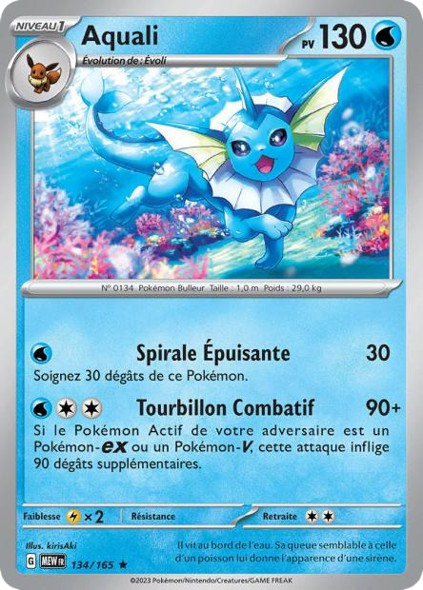 NIVEAU 1
Aquali
PV 130
Évolution de : Évoli
N° 0134 Pokémon Bulleur Taille : 1,0 m Poids : 29,0 kg
Spirale Épuisante 30
Soignez 30 dégâts de ce Pokémon.
Tourbillon Combatif 90+
Si le Pokémon Actif de votre adversaire est un
Pokémon-ex ou un Pokémon-V, cette attaque inflige
90 dégâts supplémentaires.
Faiblesse ×2 Résistance Retraite
Illus. kirisAki
G MEW FR 134/165 ★
Il vit au bord de l'eau. Sa queue semblable à celle
d'un poisson lui donne l'apparence d'une sirène.
©2023 Pokémon/Nintendo/Creatures/GAME FREAK